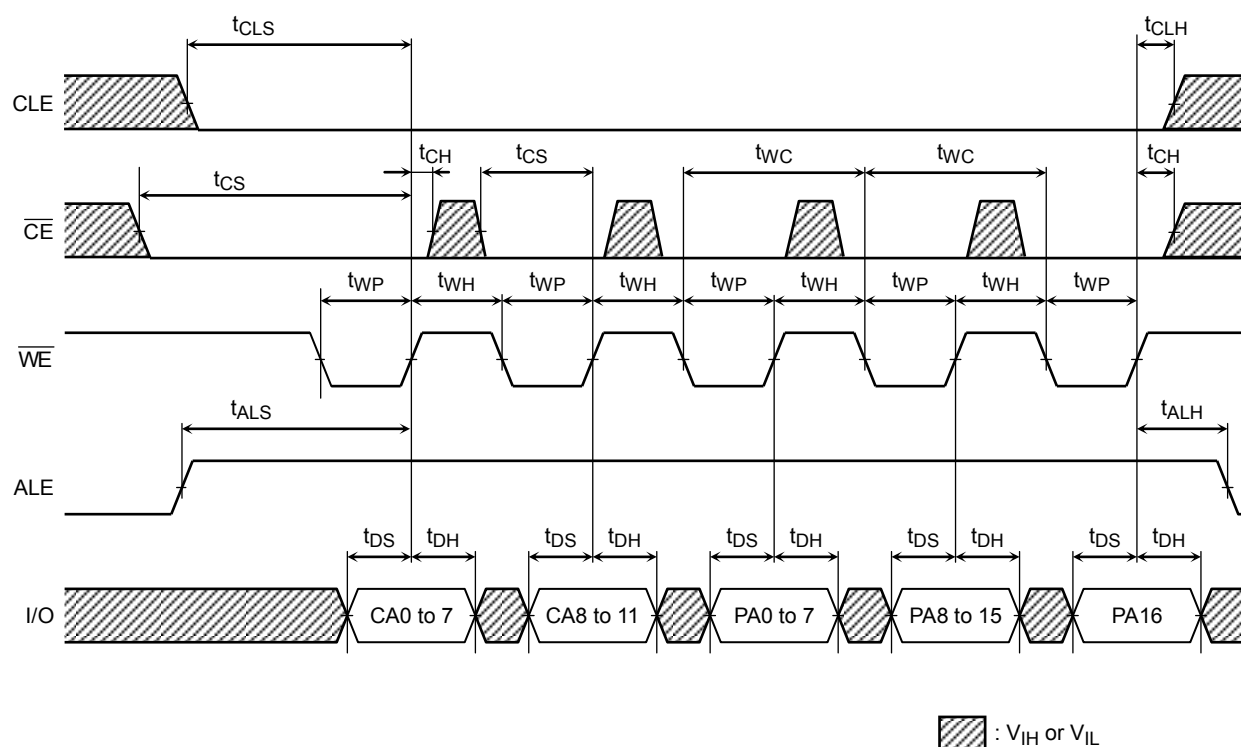 tCLS tCLH
CLE
tCH tCS tWC tWC tCH
tCS
CE
tWP tWH tWP tWH tWP tWH tWP tWH tWP
WE
tALS tALH
ALE
tDS tDH tDS tDH tDS tDH tDS tDH tDS tDH
I/O CA0 to 7 CA8 to 11 PA0 to 7 PA8 to 15 PA16
: VIH or VIL